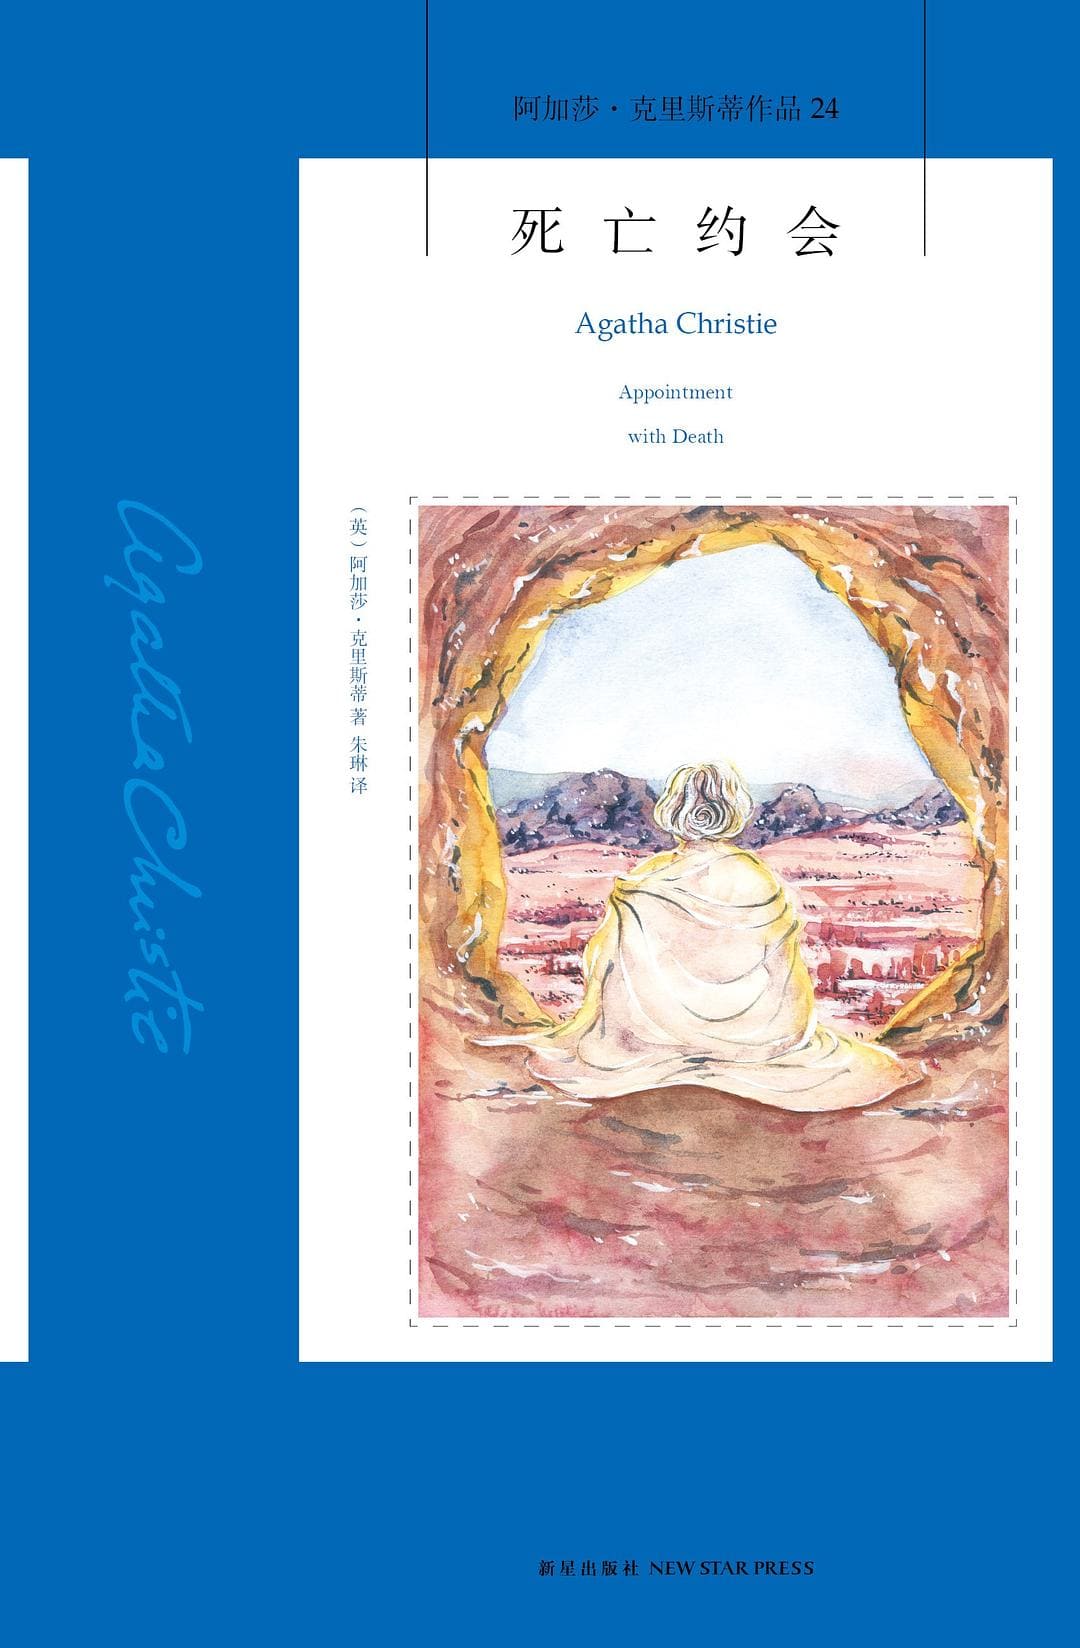 阿加莎·克里斯蒂作品 24
死亡约会
Agatha Christie
Appointment
with Death
（英）阿加莎·克里斯蒂 著 朱琳 译
Agatha Christie
新星出版社 NEW STAR PRESS